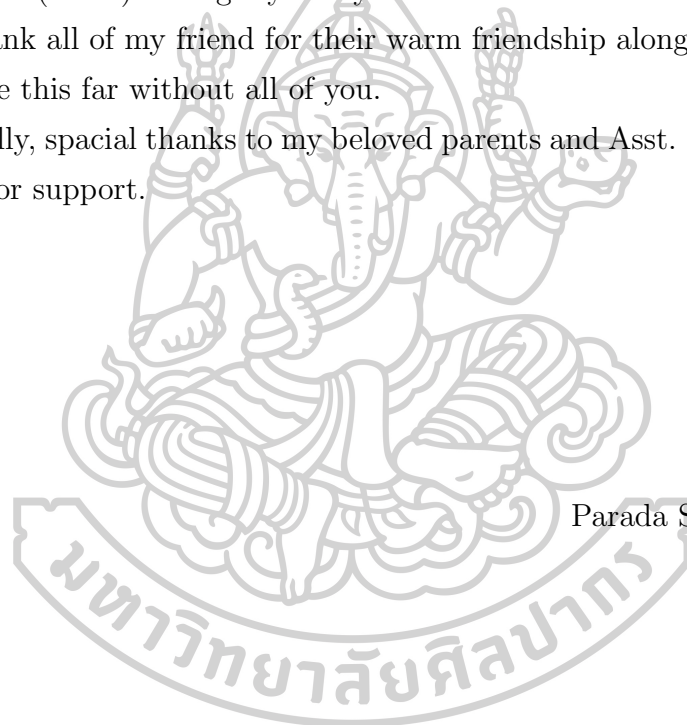 ank all of my friend for their warm friendship along
e this far without all of you.
lly, spacial thanks to my beloved parents and Asst.
or support.
Parada S
มหาวิทยาลัยศิลปากร